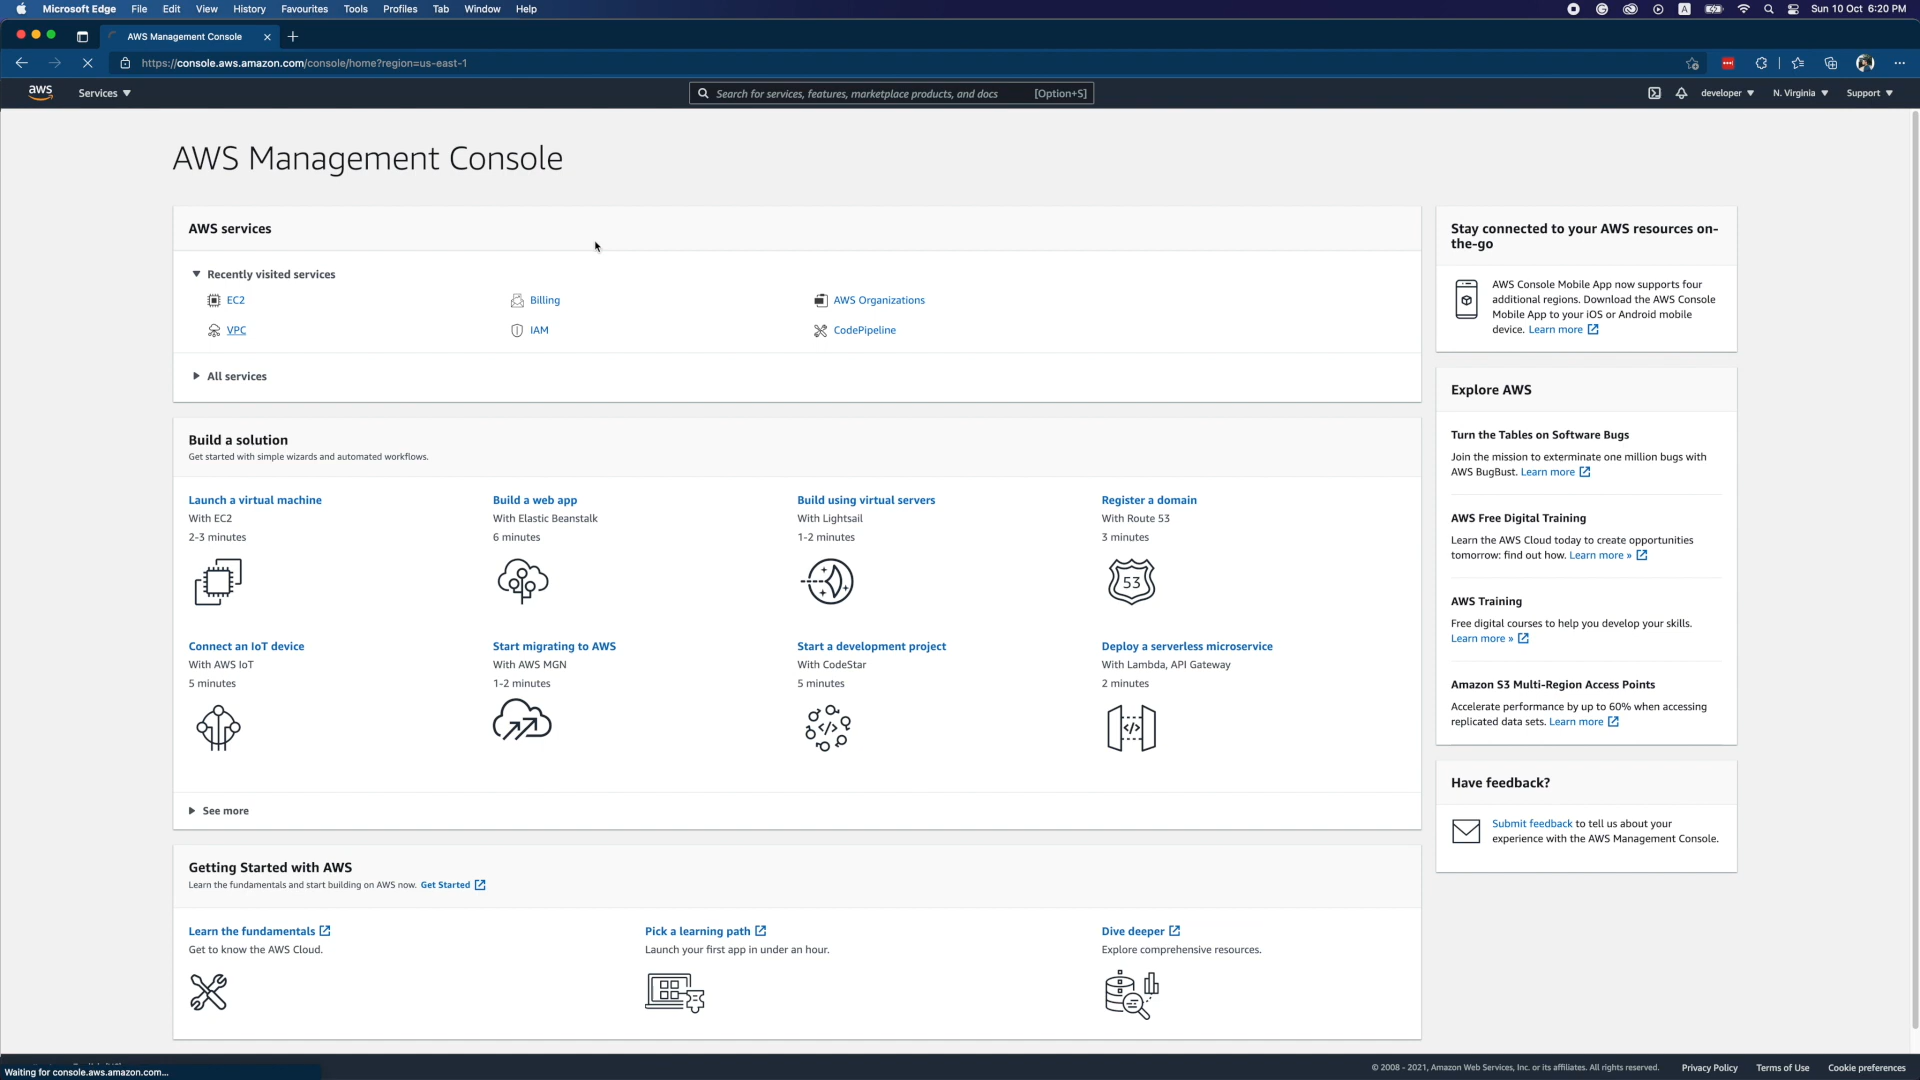 Microsoft Edge File Edit View History Favourites Tools Profiles Tab Window Help
A Sun 10 Oct 6:20 PM
AWS Management Console
https://console.aws.amazon.com/console/home?region=us-east-1
aws Services Search for services, features, marketplace products, and docs [Option+S] developer N. Virginia Support
AWS Management Console
AWS services
Recently visited services
EC2 Billing AWS Organizations
VPC IAM CodePipeline
All services
Build a solution
Get started with simple wizards and automated workflows.
Launch a virtual machine
With EC2
2-3 minutes
Build a web app
With Elastic Beanstalk
6 minutes
Build using virtual servers
With Lightsail
1-2 minutes
Register a domain
With Route 53
3 minutes
53
Connect an IoT device
With AWS IoT
5 minutes
Start migrating to AWS
With AWS MGN
1-2 minutes
Start a development project
With CodeStar
5 minutes
Deploy a serverless microservice
With Lambda, API Gateway
2 minutes
See more
Getting Started with AWS
Learn the fundamentals and start building on AWS now. Get Started
Learn the fundamentals
Get to know the AWS Cloud.
Pick a learning path
Launch your first app in under an hour.
Dive deeper
Explore comprehensive resources.
Stay connected to your AWS resources on-
the-go
AWS Console Mobile App now supports four
additional regions. Download the AWS Console
Mobile App to your iOS or Android mobile
device. Learn more
Explore AWS
Turn the Tables on Software Bugs
Join the mission to exterminate one million bugs with
AWS BugBust. Learn more
AWS Free Digital Training
Learn the AWS Cloud today to create opportunities
tomorrow: find out how. Learn more »
AWS Training
Free digital courses to help you develop your skills.
Learn more »
Amazon S3 Multi-Region Access Points
Accelerate performance by up to 60% when accessing
replicated data sets. Learn more
Have feedback?
Submit feedback to tell us about your
experience with the AWS Management Console.
Waiting for console.aws.amazon.com...
© 2008 - 2021, Amazon Web Services, Inc. or its affiliates. All rights reserved. Privacy Policy Terms of Use Cookie preferences